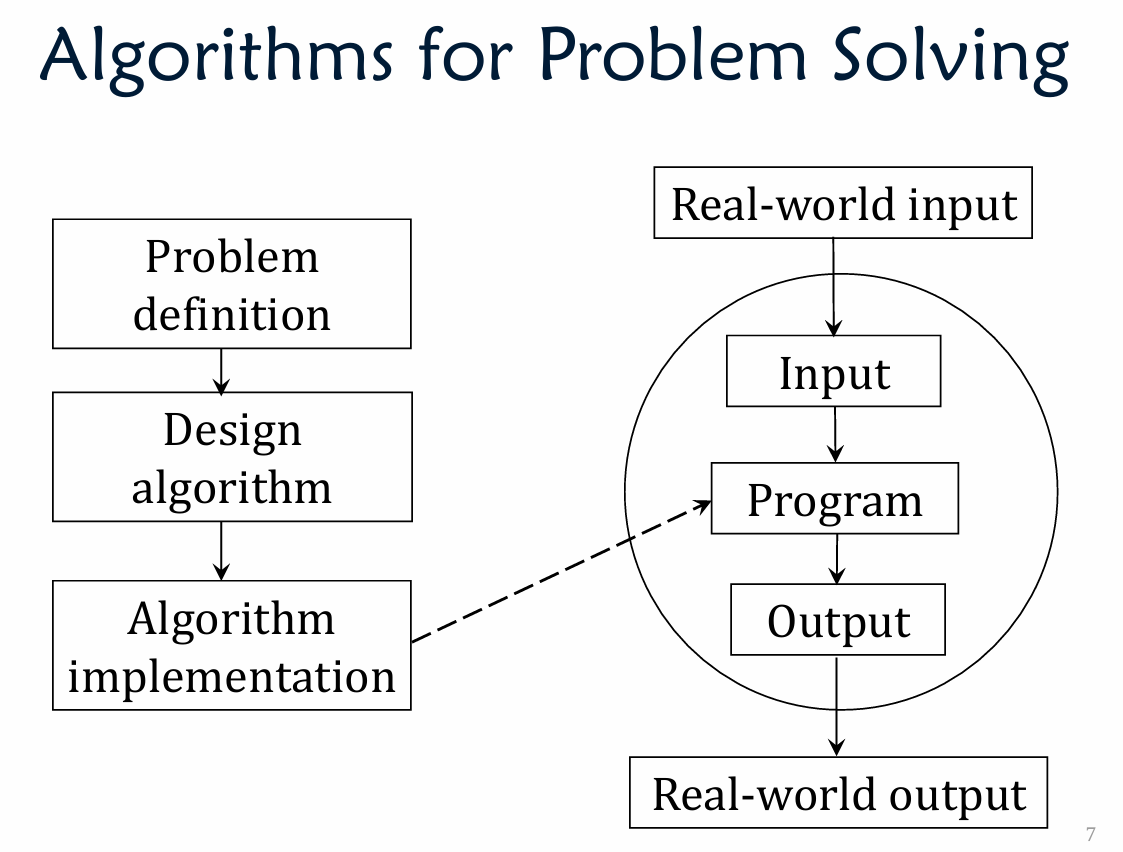 Algorithms for Problem Solving
Problem
definition
Design
algorithm
Algorithm
implementation
Real-world input
Input
Program
Output
Real-world output
7